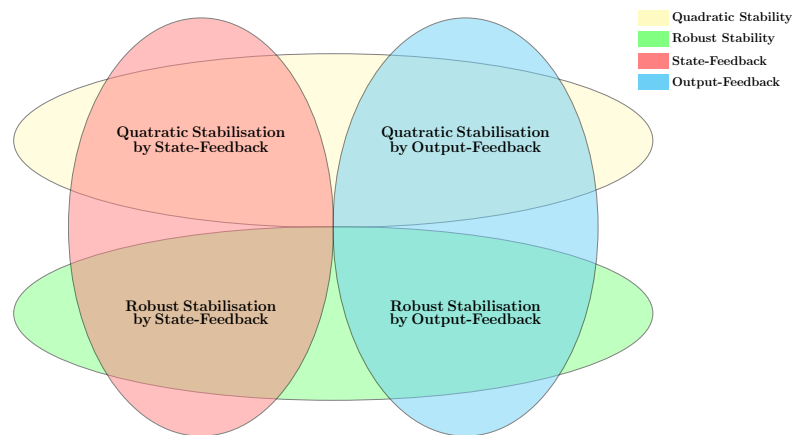 Quadratic Stability
Robust Stability
State-Feedback
Output-Feedback
Quatratic Stabilisation
by State-Feedback
Quatratic Stabilisation
by Output-Feedback
Robust Stabilisation
by State-Feedback
Robust Stabilisation
by Output-Feedback